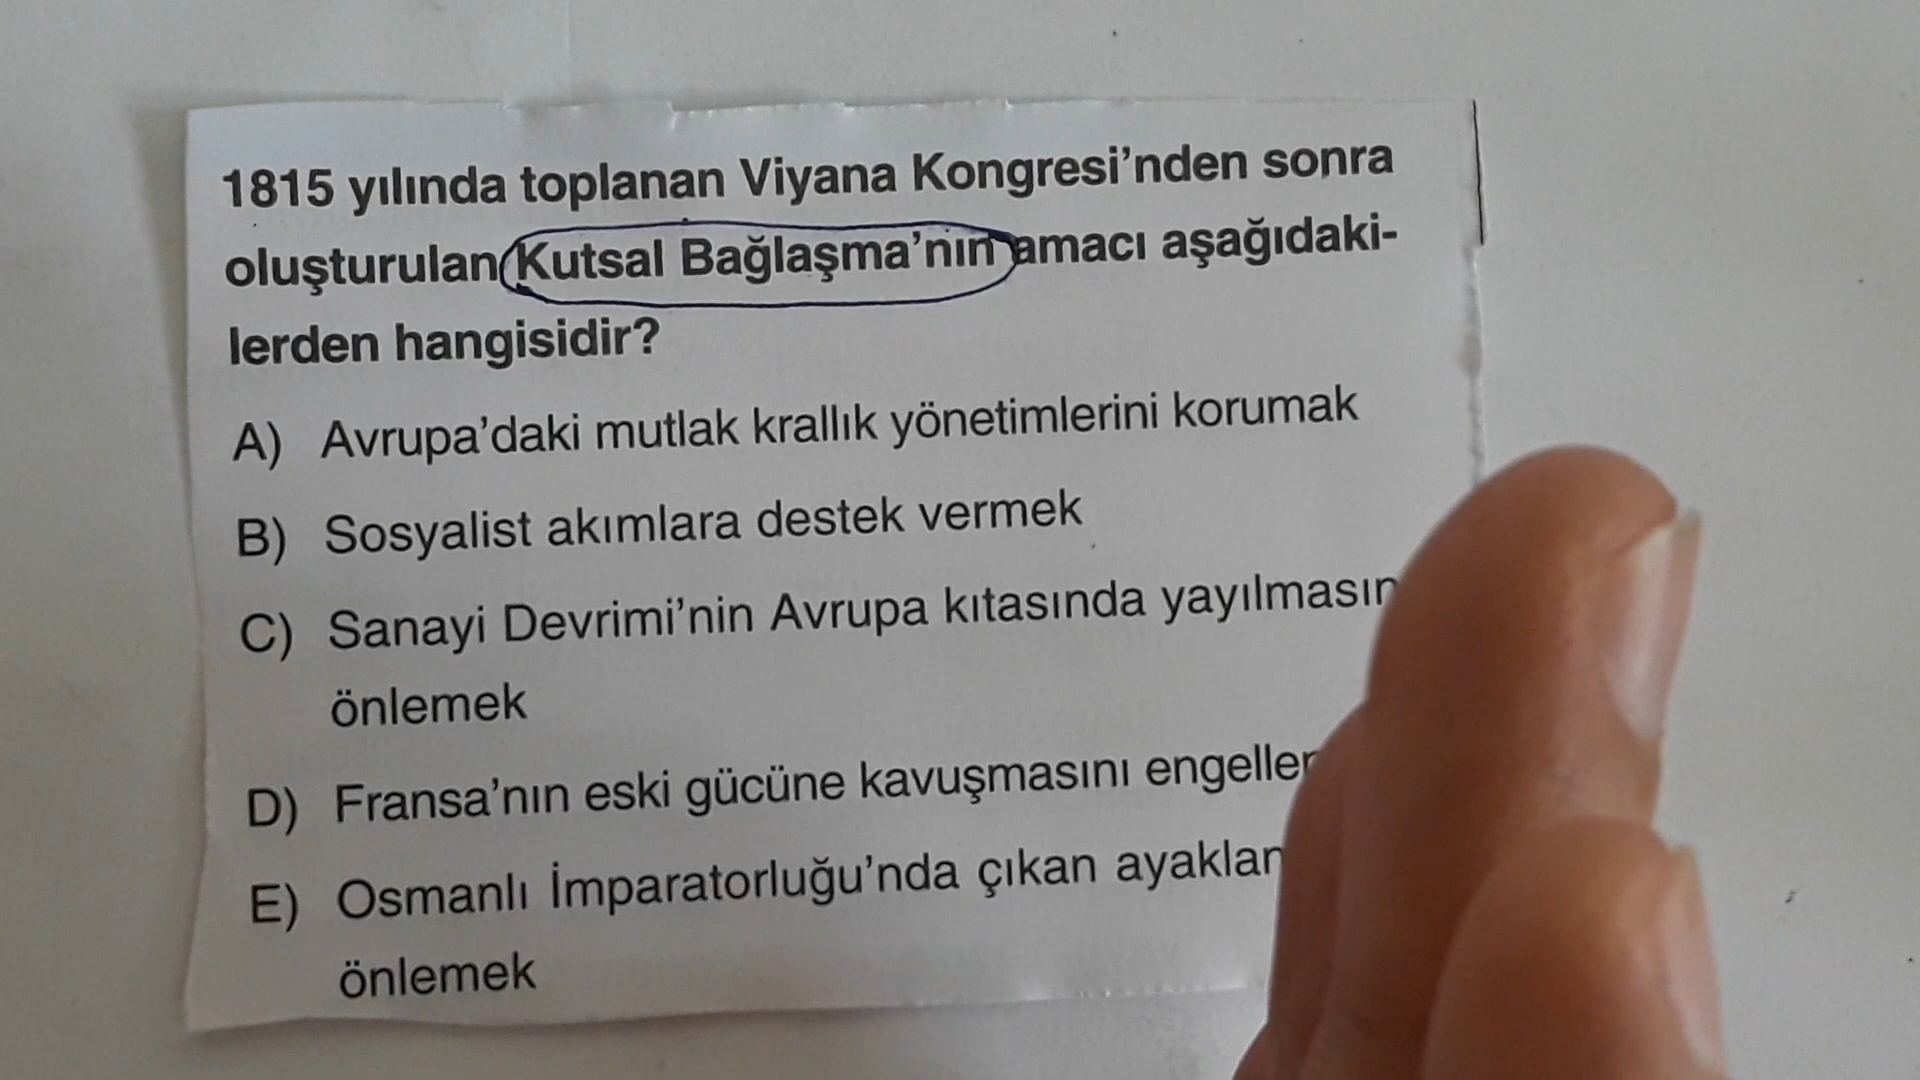 1815 yılında toplanan Viyana Kongresi’nden sonra
oluşturulan Kutsal Bağlaşma’nın amacı aşağıdaki-
lerden hangisidir?
A) Avrupa’daki mutlak krallık yönetimlerini korumak
B) Sosyalist akımlara destek vermek
C) Sanayi Devrimi’nin Avrupa kıtasında
önlemek
D) Fransa’nın eski gücüne kavuşmasını
E) Osmanlı İmparatorluğu’nda çıkan
önlemek